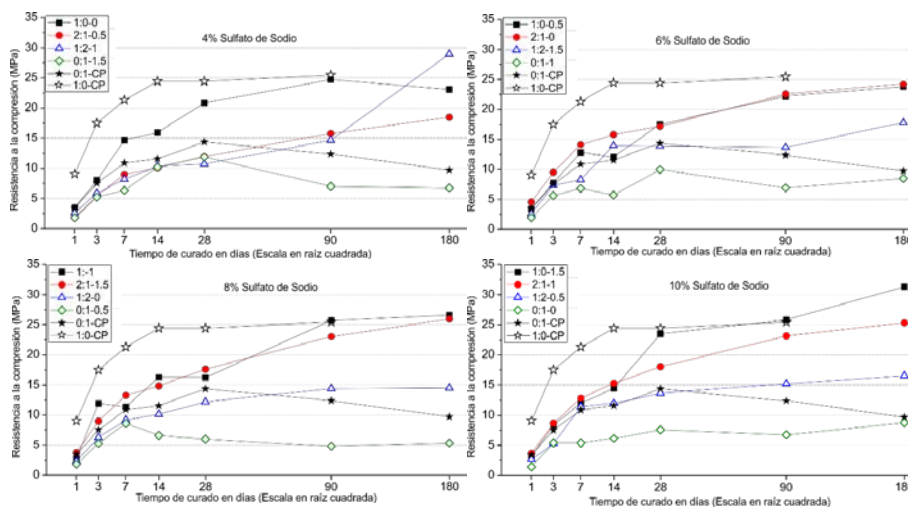 4% Sulfato de Sodio
1:0-0
2:1-0.5
1:2-1
0:1-1.5
0:1-CP
1:0-CP
Resistencia a la compresión (MPa)
35
30
25
20
15
10
5
0
1 3 7 14 28 90 180
Tiempo de curado en días (Escala en raíz cuadrada)
6% Sulfato de Sodio
1:0-0.5
2:1-0
1:2-1.5
0:1-1
0:1-CP
1:0-CP
Resistencia a la compresión (MPa)
35
30
25
20
15
10
5
0
1 3 7 14 28 90 180
Tiempo de curado en días (Escala en raíz cuadrada)
8% Sulfato de Sodio
1:-1
2:1-1.5
1:2-0
0:1-0.5
0:1-CP
1:0-CP
Resistencia a la compresión (MPa)
35
30
25
20
15
10
5
0
1 3 7 14 28 90 180
Tiempo de curado en días (Escala en raíz cuadrada)
10% Sulfato de Sodio
1:0-1.5
2:1-1
1:2-0.5
0:1-0
0:1-CP
1:0-CP
Resistencia a la compresión (MPa)
35
30
25
20
15
10
5
0
1 3 7 14 28 90 180
Tiempo de curado en días (Escala en raíz cuadrada)